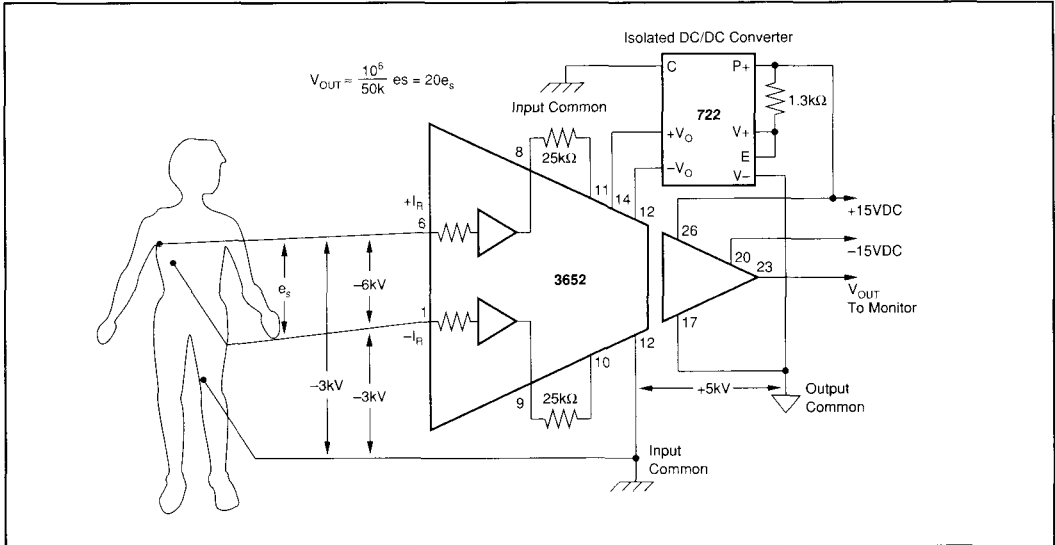 Isolated DC/DC Converter
V_OUT = 10^6/50k es = 20e_s
C
P+
Input Common
722
1.3kΩ
+V_O
V+
E
−V_O
V−
8
25kΩ
11
14
12
+I_R
6
3652
26
+15VDC
20
−15VDC
23
V_OUT
To Monitor
e_s
−6kV
1
−I_R
17
12
10
−3kV
−3kV
9
25kΩ
+5kV
Output
Common
Input
Common